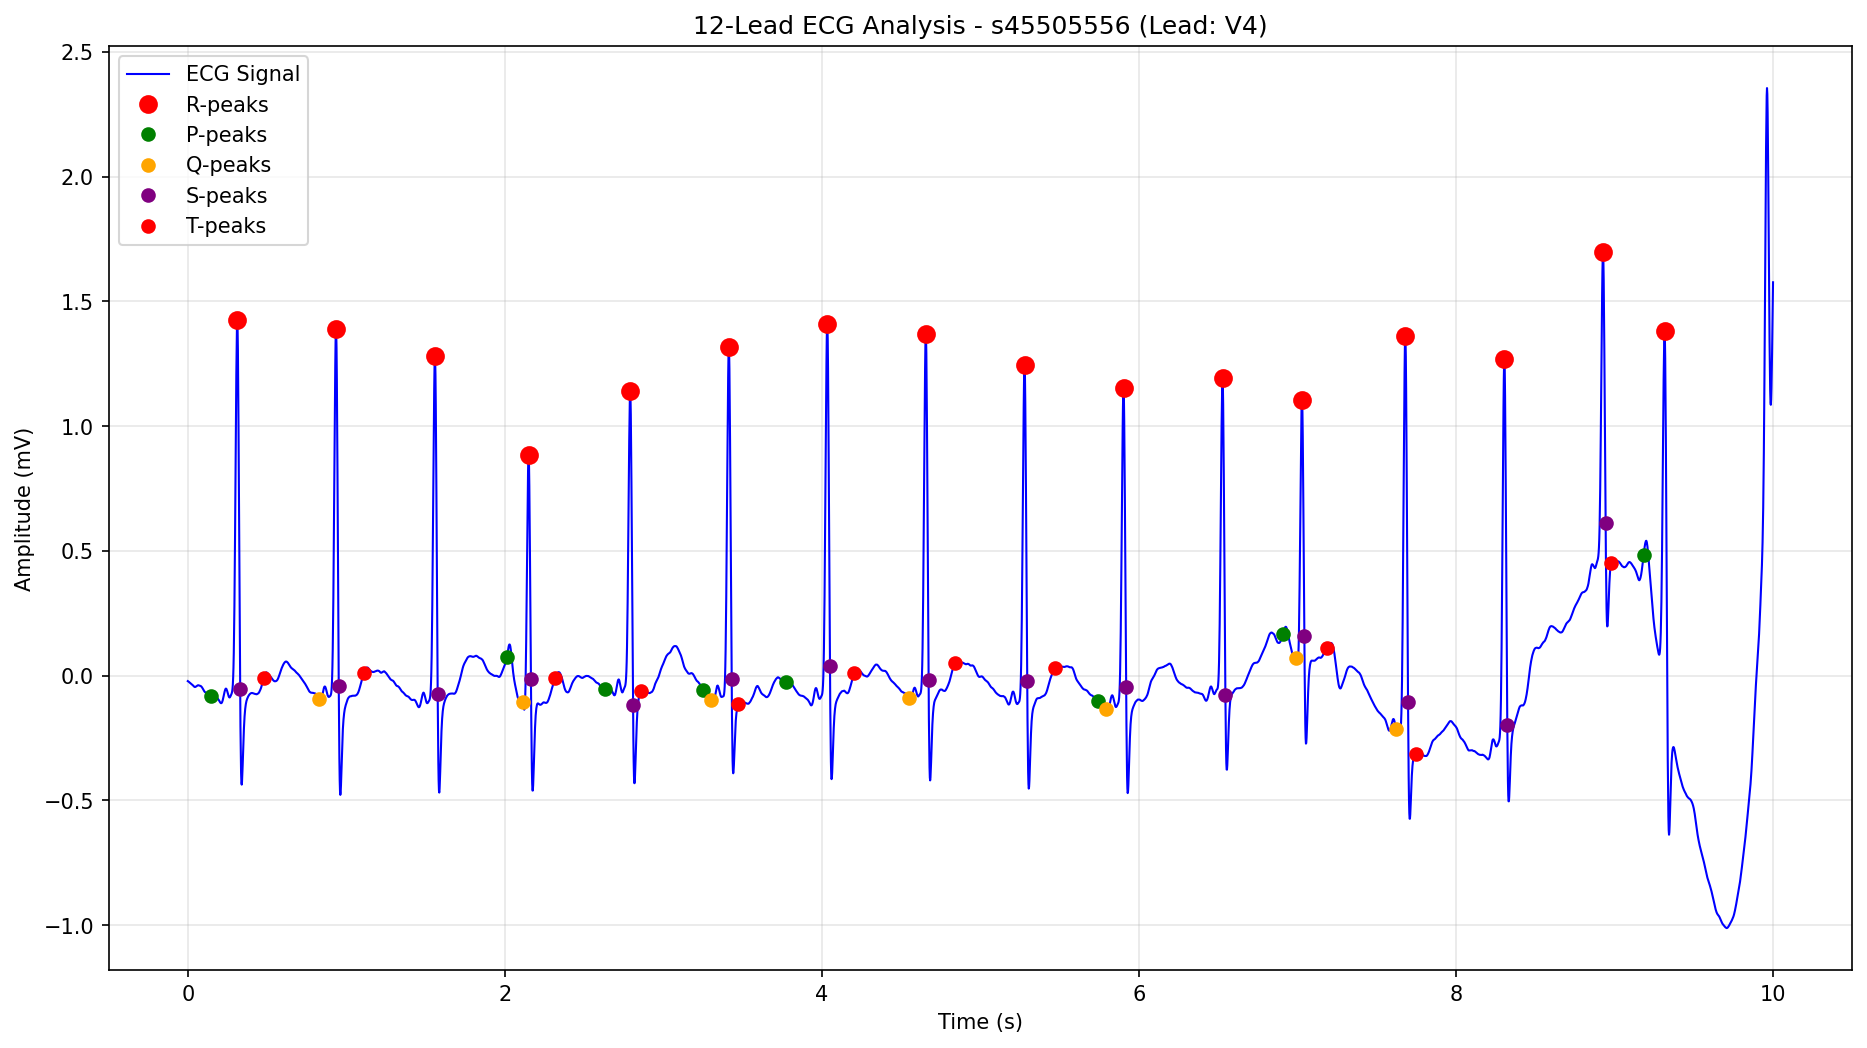 12-Lead ECG Analysis - s45505556 (Lead: V4)
ECG Signal
R-peaks
P-peaks
Q-peaks
S-peaks
T-peaks
Amplitude (mV)
2.5
2.0
1.5
1.0
0.5
0.0
−0.5
−1.0
0 2 4 6 8 10
Time (s)